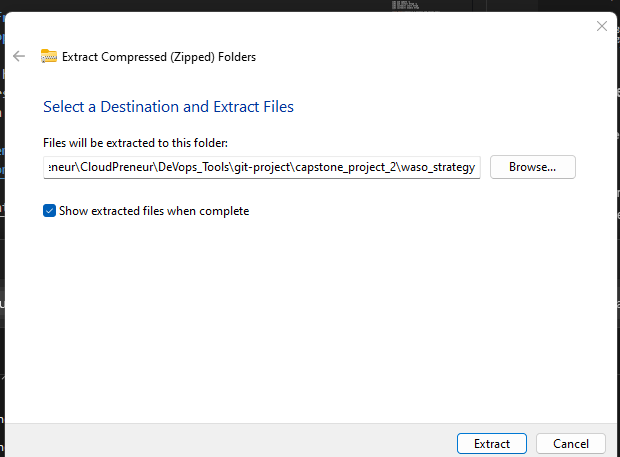 Extract Compressed (Zipped) Folders
Select a Destination and Extract Files
Files will be extracted to this folder:
:neur\CloudPreneur\DeVops_Tools\git-project\capstone_project_2\waso_strategy
Browse...
Show extracted files when complete
Extract
Cancel